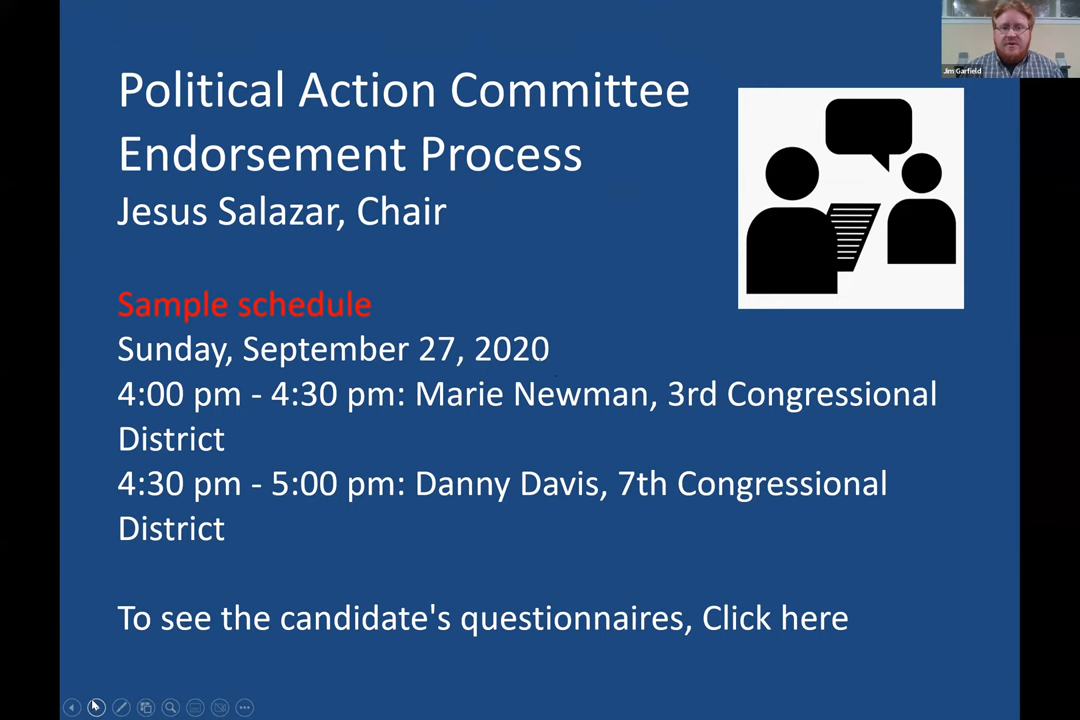 Jim Garfield
Political Action Committee
Endorsement Process
Jesus Salazar, Chair
Sample schedule
Sunday, September 27, 2020
4:00 pm - 4:30 pm: Marie Newman, 3rd Congressional
District
4:30 pm - 5:00 pm: Danny Davis, 7th Congressional
District
To see the candidate's questionnaires, Click here